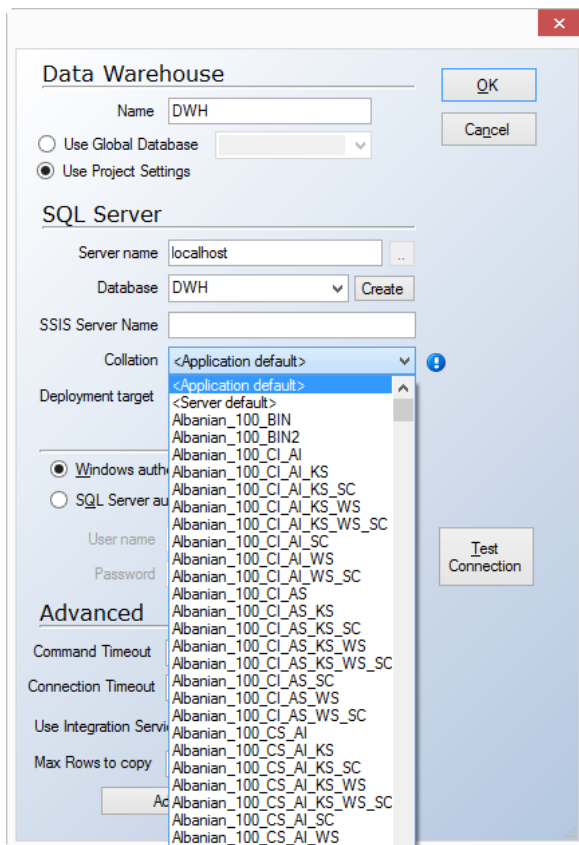 Data Warehouse
OK
Name DWH
Cancel
Use Global Database
Use Project Settings
SQL Server
Server name localhost ..
Database DWH Create
SSIS Server Name
Collation <Application default>
<Application default>
Deployment target
<Server default>
Albanian_100_BIN
Albanian_100_BIN2
Albanian_100_CI_AI
Windows auth
Albanian_100_CI_AI_KS
Albanian_100_CI_AI_KS_SC
SQL Server au
Albanian_100_CI_AI_KS_WS
Albanian_100_CI_AI_KS_WS_SC
User name
Albanian_100_CI_AI_SC
Albanian_100_CI_AI_WS
Test Connection
Password
Albanian_100_CI_AI_WS_SC
Albanian_100_CI_AS
Advanced
Albanian_100_CI_AS_KS
Albanian_100_CI_AS_KS_SC
Command Timeout
Albanian_100_CI_AS_KS_WS
Albanian_100_CI_AS_KS_WS_SC
Connection Timeout
Albanian_100_CI_AS_SC
Albanian_100_CI_AS_WS
Albanian_100_CI_AS_WS_SC
Use Integration Servi
Albanian_100_CS_AI
Albanian_100_CS_AI_KS
Max Rows to copy
Albanian_100_CS_AI_KS_SC
Albanian_100_CS_AI_KS_WS
Ad
Albanian_100_CS_AI_KS_WS_SC
Albanian_100_CS_AI_SC
Albanian_100_CS_AI_WS